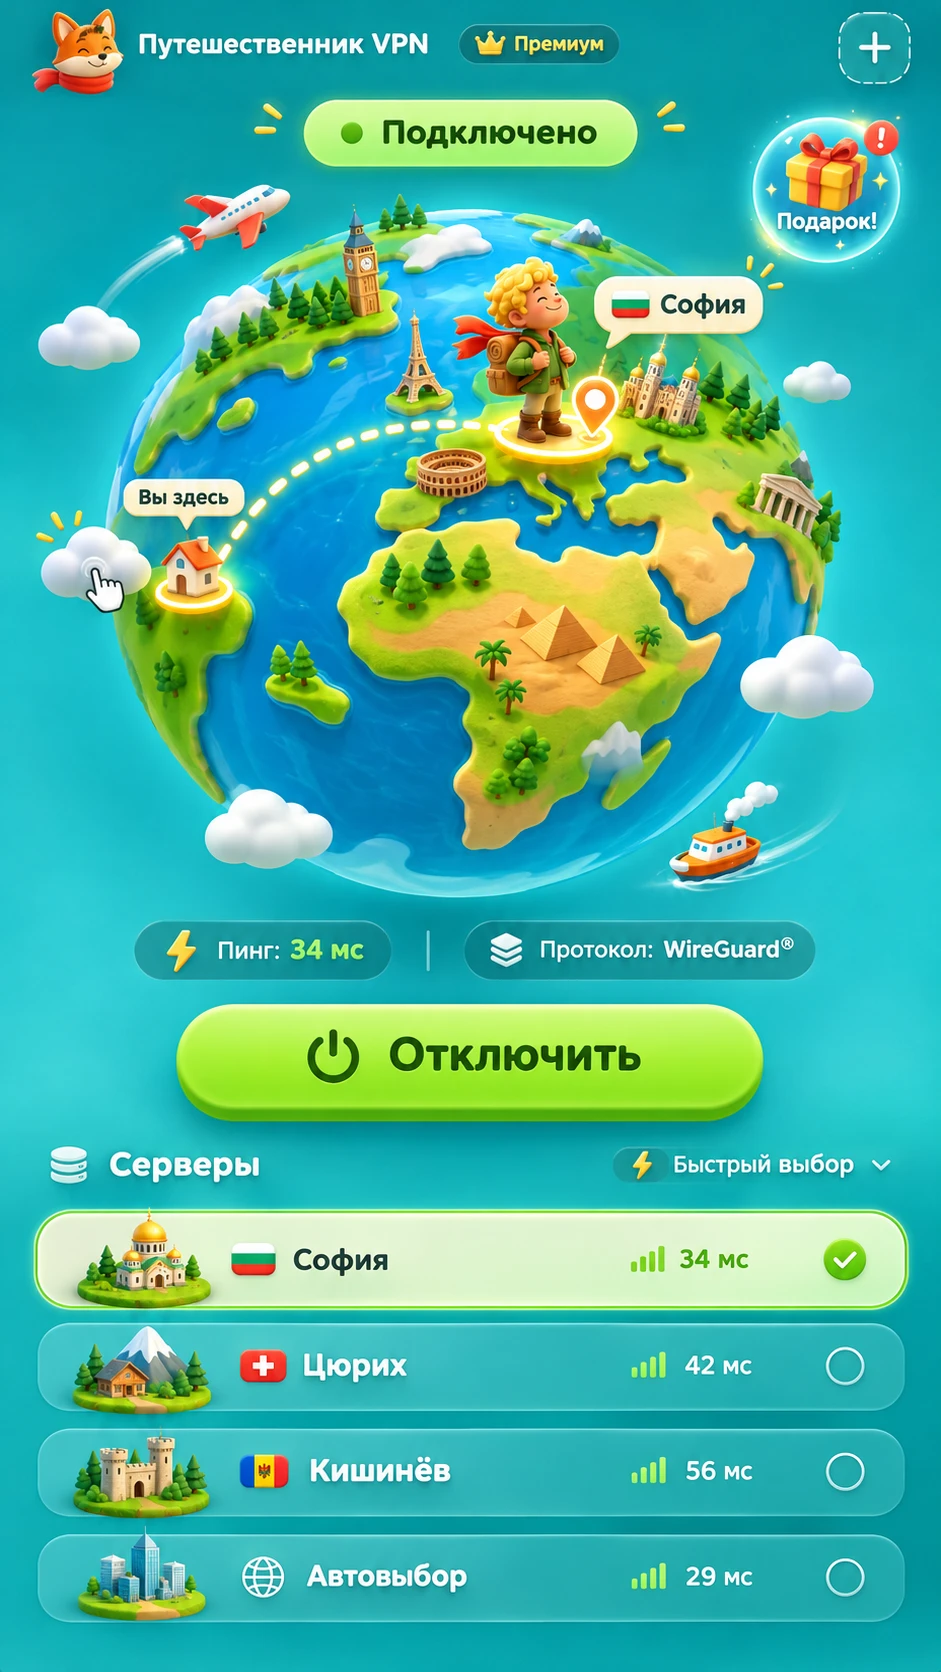 Путешественник VPN
Премиум
Подключено
Подарок!
София
Вы здесь
Пинг: 34 мс
Протокол: WireGuard®
Отключить
Серверы
Быстрый выбор
София 34 мс
Цюрих 42 мс
Кишинёв 56 мс
Автовыбор 29 мс